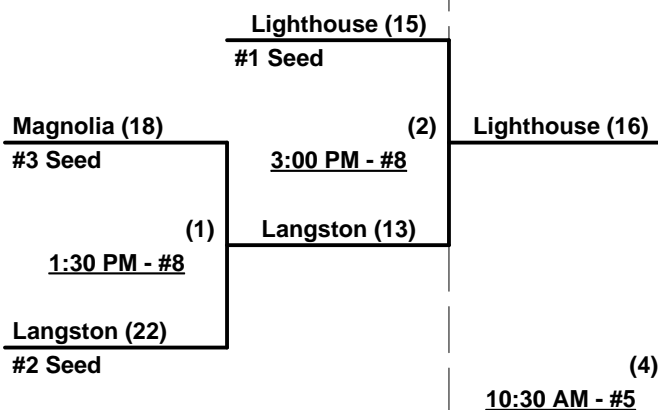 Lighthouse (15)
#1 Seed
Magnolia (18)
(2)
Lighthouse (16)
#3 Seed
3:00 PM - #8
(1)
Langston (13)
1:30 PM - #8
Langston (22)
#2 Seed
(4)
10:30 AM - #5